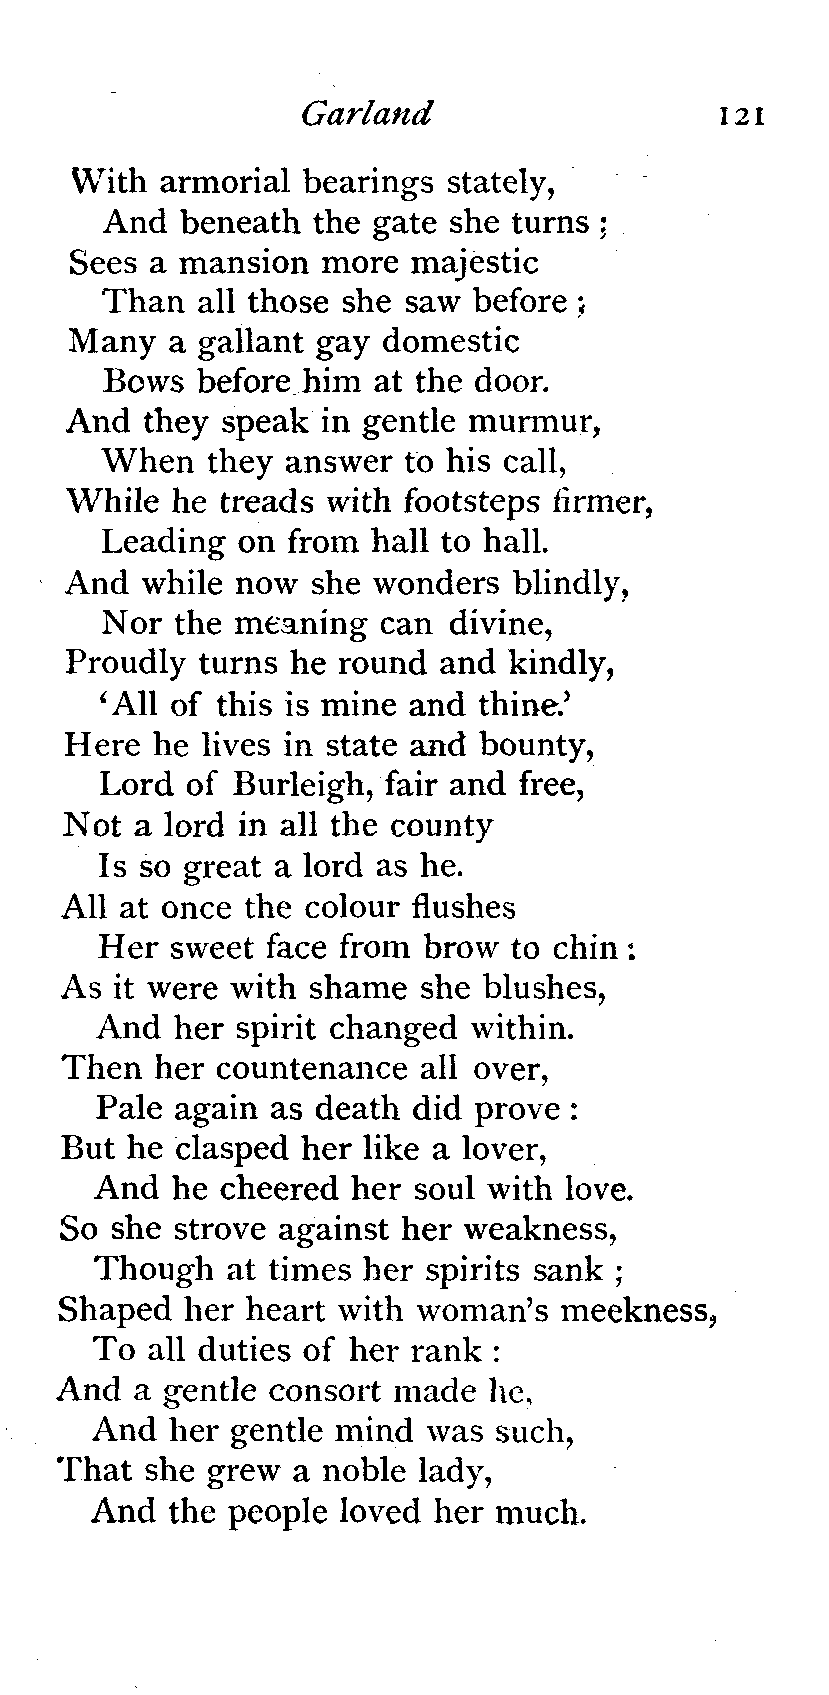 Garland 121
With armorial bearings stately,
And beneath the gate she turns ;
Sees a mansion more majestic
Than all those she saw before ;
Many a gallant gay domestic
Bows before him at the door.
And they speak in gentle murmur,
When they answer to his call,
While he treads with footsteps firmer,
Leading on from hall to hall.
And while now she wonders blindly,
Nor the meaning can divine,
Proudly turns he round and kindly,
‘All of this is mine and thine.’
Here he lives in state and bounty,
Lord of Burleigh, fair and free,
Not a lord in all the county
Is so great a lord as he.
All at once the colour flushes
Her sweet face from brow to chin :
As it were with shame she blushes,
And her spirit changed within.
Then her countenance all over,
Pale again as death did prove :
But he clasped her like a lover,
And he cheered her soul with love.
So she strove against her weakness,
Though at times her spirits sank ;
Shaped her heart with woman’s meekness,
To all duties of her rank :
And a gentle consort made he,
And her gentle mind was such,
That she grew a noble lady,
And the people loved her much.